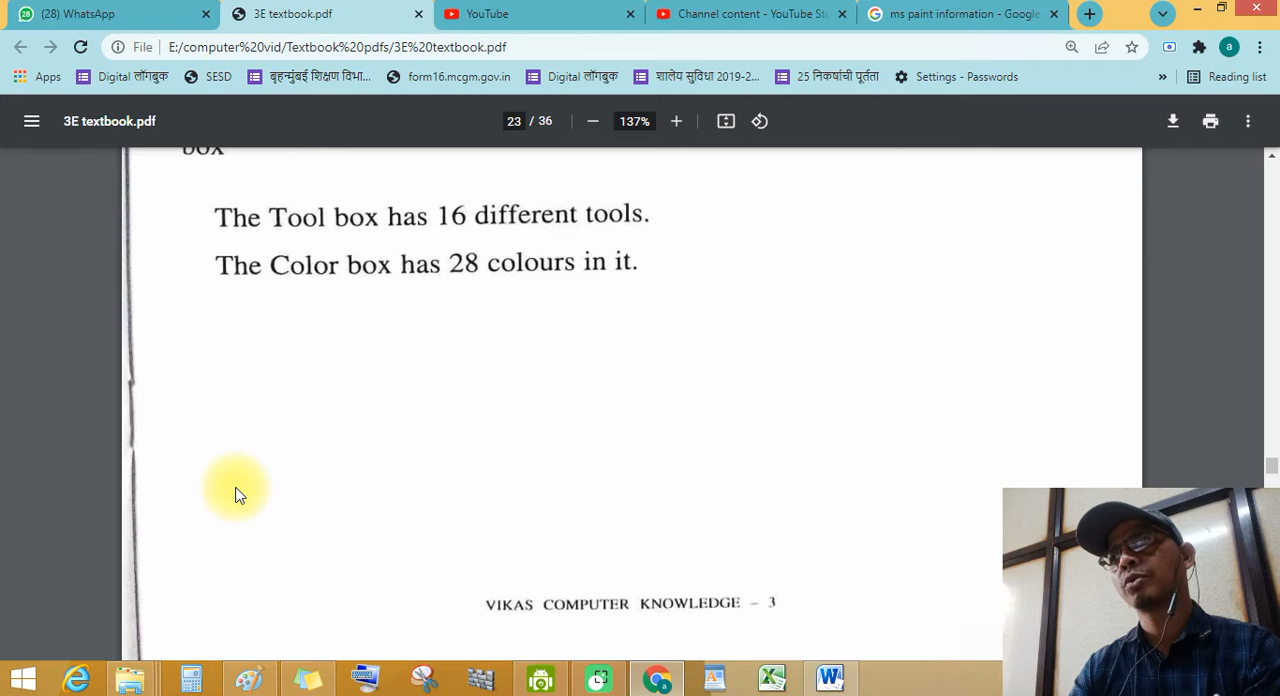 (28) WhatsApp
3E textbook.pdf
YouTube
Channel content - YouTube St
ms paint information - Google
File E:/computer%20vid/Textbook%20pdfs/3E%20textbook.pdf
a
Apps Digital लॉगबुक SESD बृहन्मुंबई शिक्षण विभा... form16.mcgm.gov.in Digital लॉगबुक शालेय सुविधा 2019-2... 25 निकषांची पूर्तता Settings - Passwords » Reading list
3E textbook.pdf 23 / 36 137%
box
The Tool box has 16 different tools.
The Color box has 28 colours in it.
VIKAS COMPUTER KNOWLEDGE – 3